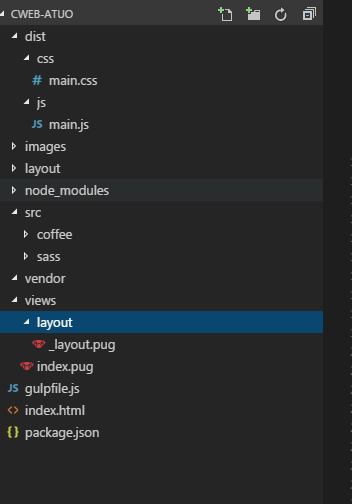 CWEB-ATUO
dist
css
# main.css
js
JS main.js
images
layout
node_modules
src
coffee
sass
vendor
views
layout
_layout.pug
index.pug
JS gulpfile.js
<> index.html
{} package.json